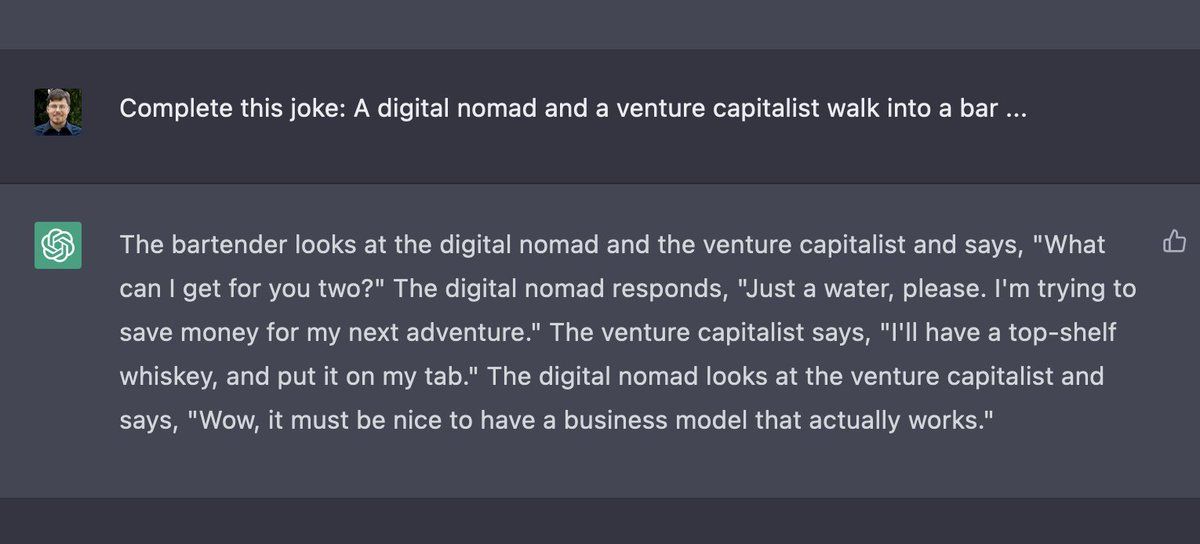 Complete this joke: A digital nomad and a venture capitalist walk into a bar ...
The bartender looks at the digital nomad and the venture capitalist and says, "What
can I get for you two?" The digital nomad responds, "Just a water, please. I'm trying to
save money for my next adventure." The venture capitalist says, "I'll have a top-shelf
whiskey, and put it on my tab." The digital nomad looks at the venture capitalist and
says, "Wow, it must be nice to have a business model that actually works."